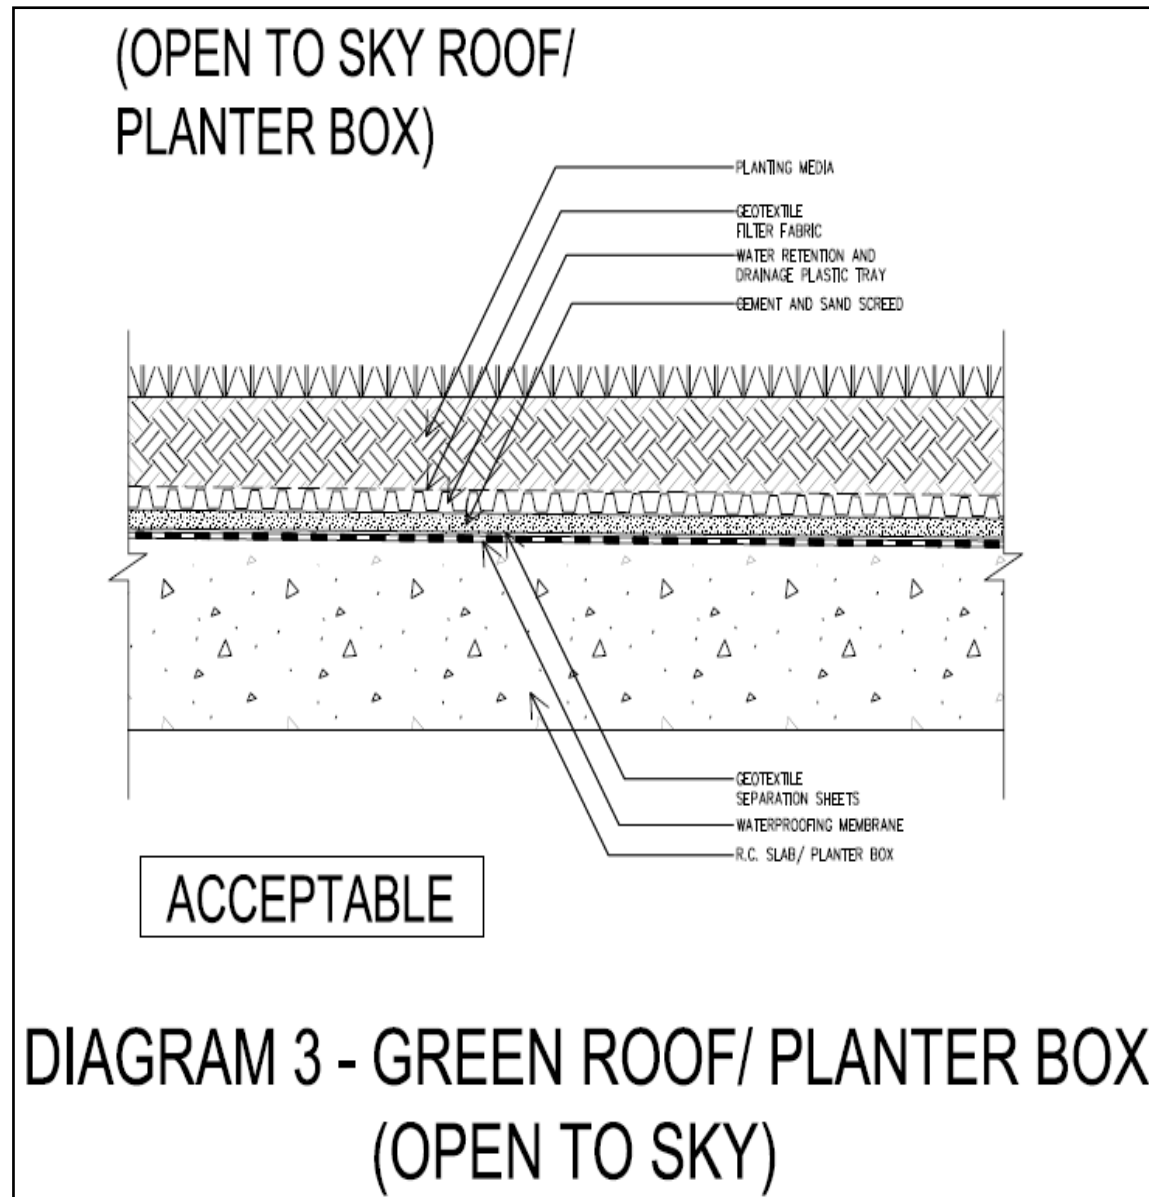 (OPEN TO SKY ROOF/
PLANTER BOX)
PLANTING MEDIA
GEOTEXTILE
FILTER FABRIC
WATER RETENTION AND
DRAINAGE PLASTIC TRAY
CEMENT AND SAND SCREED
GEOTEXTILE
SEPARATION SHEETS
WATERPROOFING MEMBRANE
R.C. SLAB/ PLANTER BOX
ACCEPTABLE
DIAGRAM 3 - GREEN ROOF/ PLANTER BOX
(OPEN TO SKY)